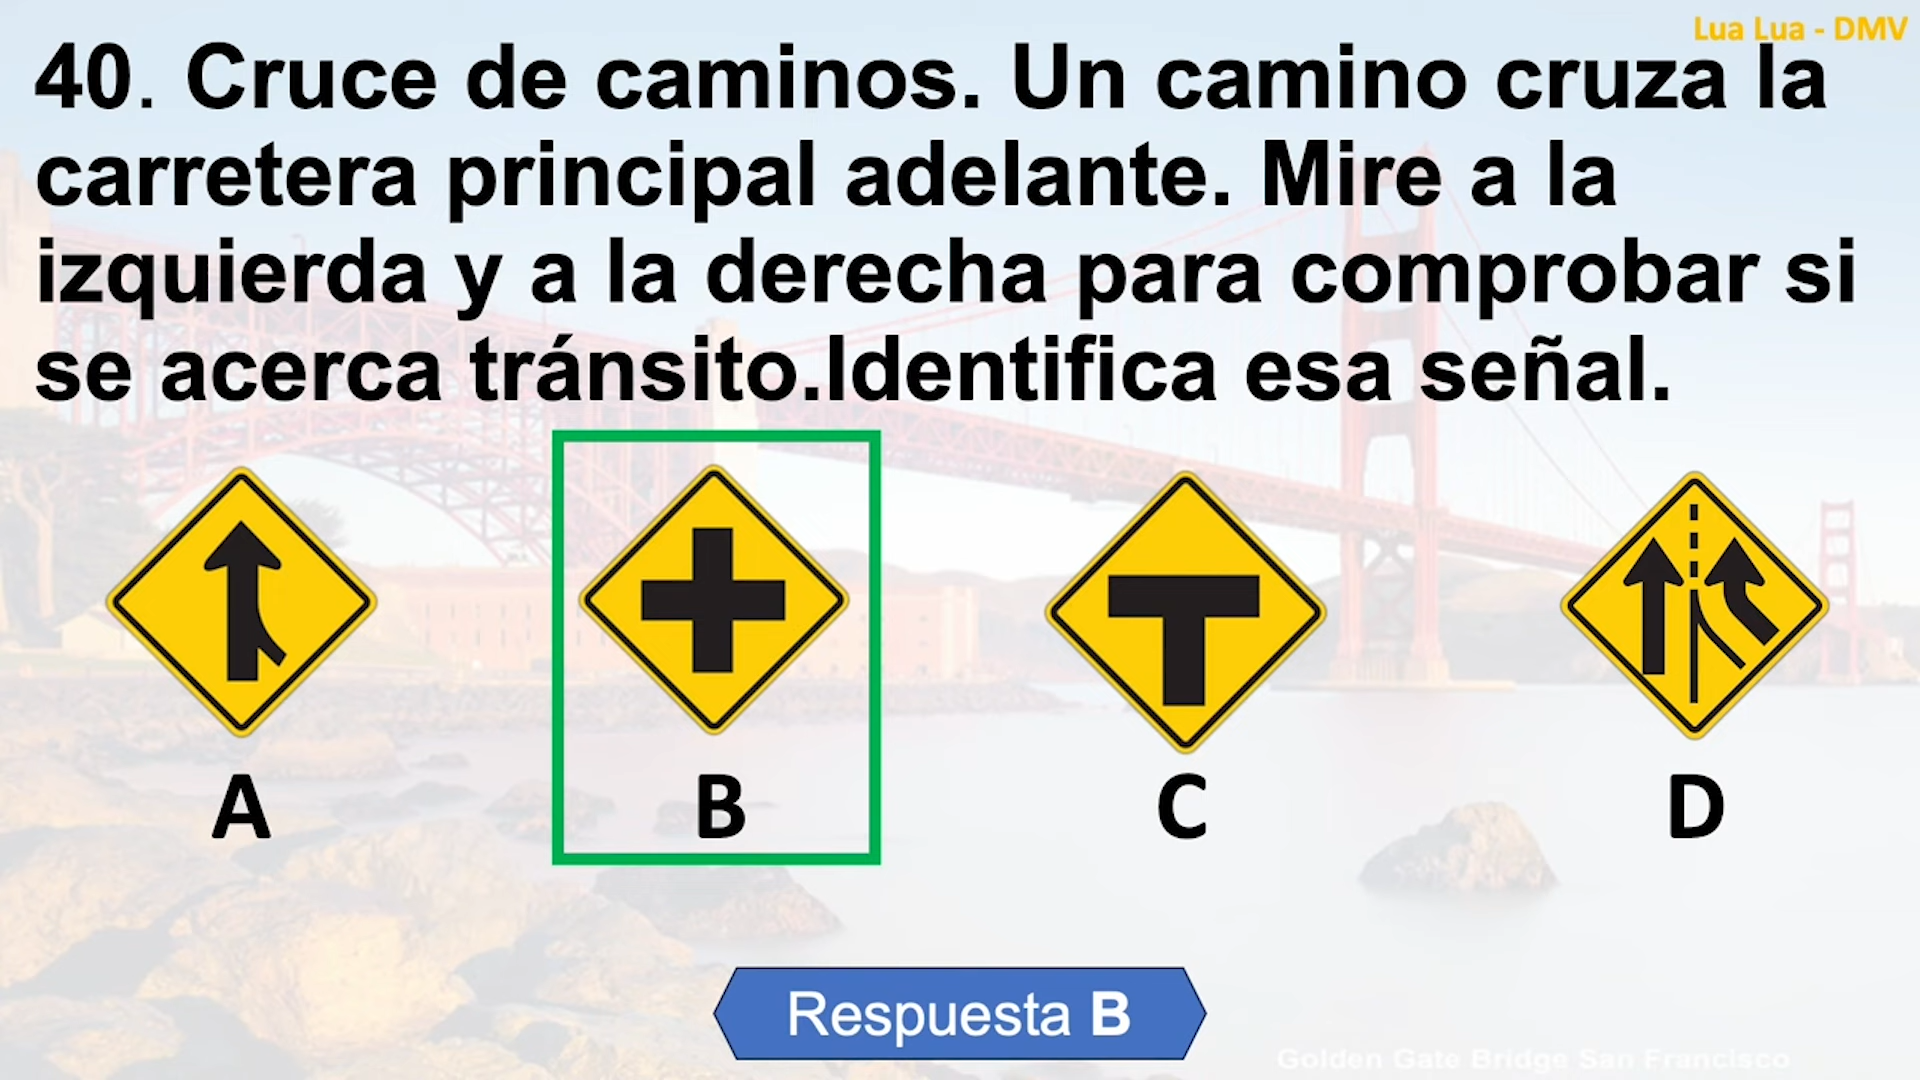 Lua Lua - DMV
40. Cruce de caminos. Un camino cruza la
carretera principal adelante. Mire a la
izquierda y a la derecha para comprobar si
se acerca tránsito.Identifica esa señal.
A
B
C
D
Respuesta B
Golden Gate Bridge San Francisco